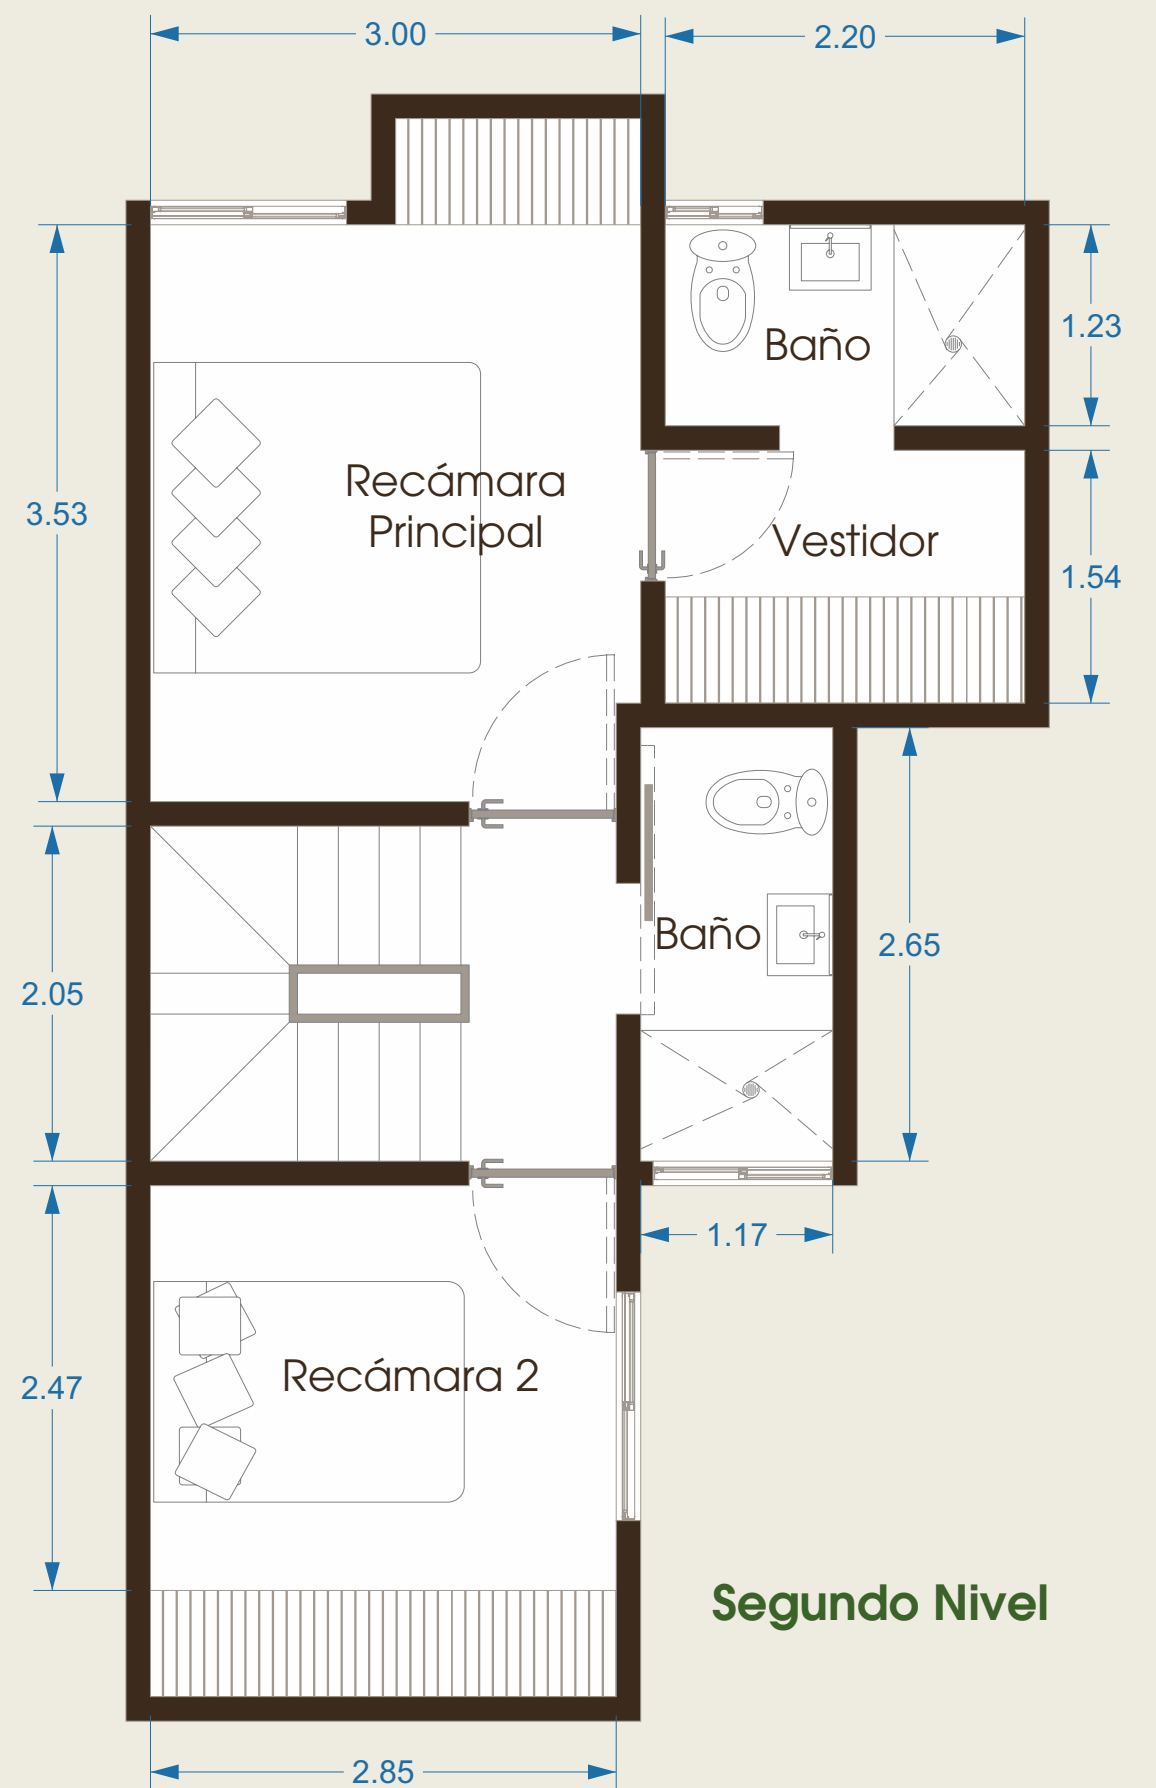 3.00
2.20
1.23
Baño
Recámara
Principal
3.53
Vestidor
1.54
Baño
2.65
2.05
1.17
Recámara 2
2.47
Segundo Nivel
2.85